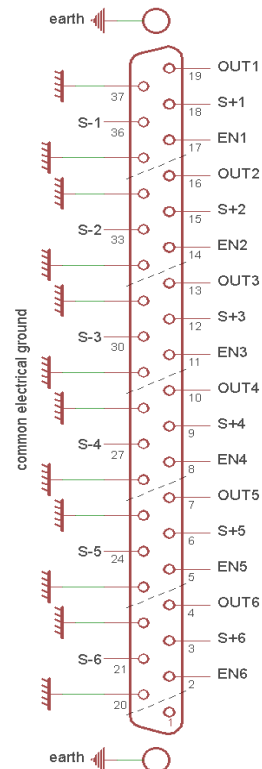 earth
OUT1
19
37
S+1
18
S-1
36
EN1
17
OUT2
16
S+2
15
S-2
33
EN2
14
OUT3
13
S+3
12
S-3
30
EN3
11
OUT4
10
S+4
9
S-4
27
EN4
8
OUT5
7
S+5
6
S-5
24
EN5
5
OUT6
4
S+6
3
S-6
21
EN6
2
20
1
common electrical ground
earth